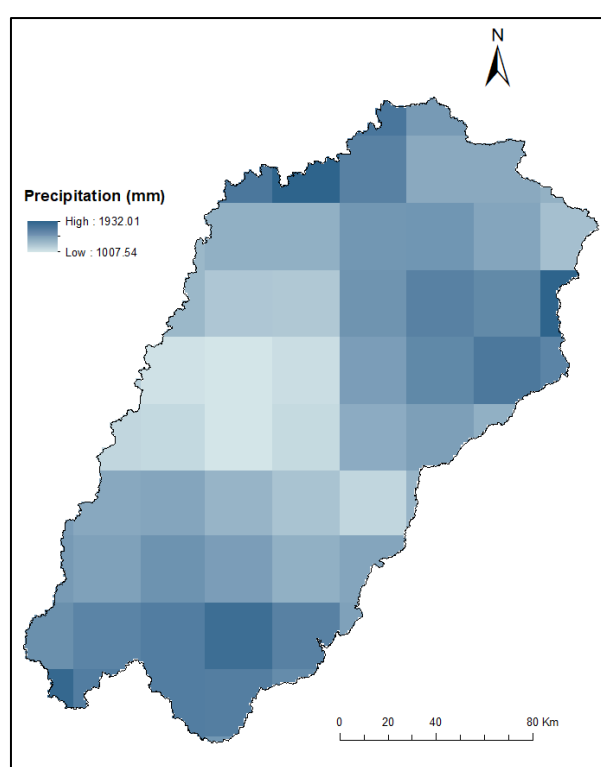 N
Precipitation (mm)
High : 1932.01
Low : 1007.54
0 20 40 80 Km